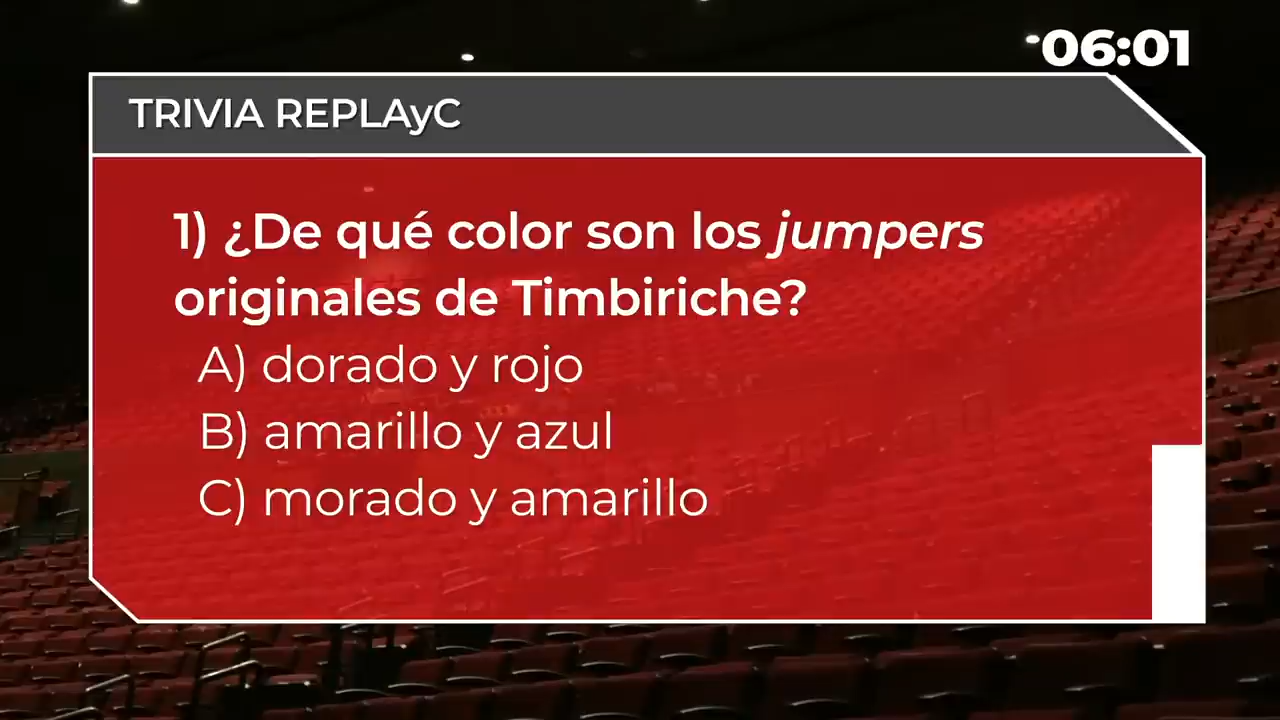 06:01
TRIVIA REPLAyC
1) ¿De qué color son los jumpers
originales de Timbiriche?
A) dorado y rojo
B) amarillo y azul
C) morado y amarillo